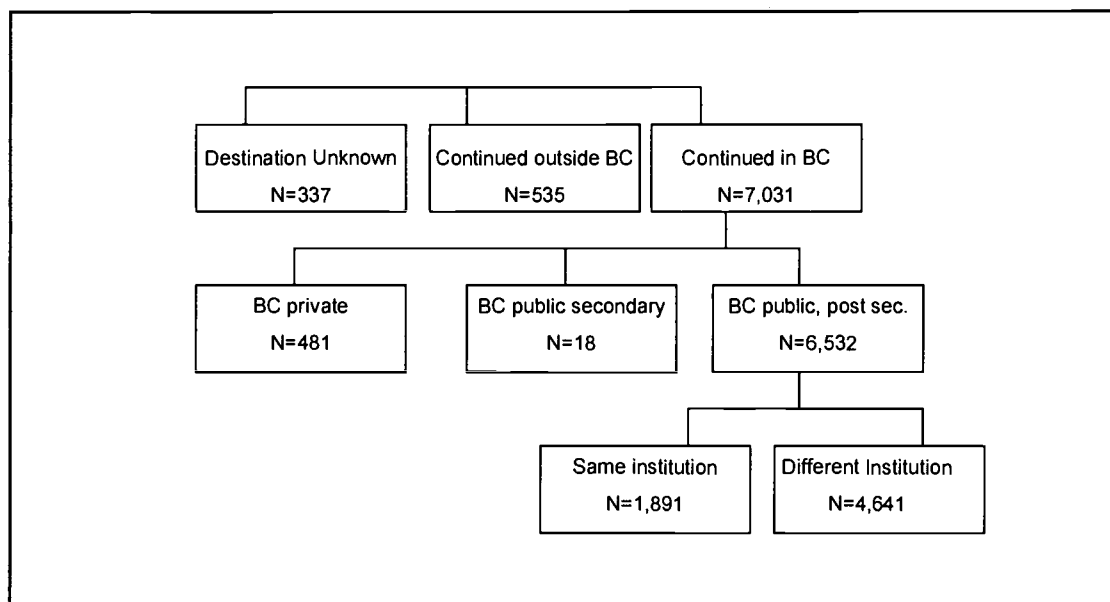 Destination Unknown
N=337
Continued outside BC
N=535
Continued in BC
N=7,031
BC private
N=481
BC public secondary
N=18
BC public, post sec.
N=6,532
Same institution
N=1,891
Different Institution
N=4,641